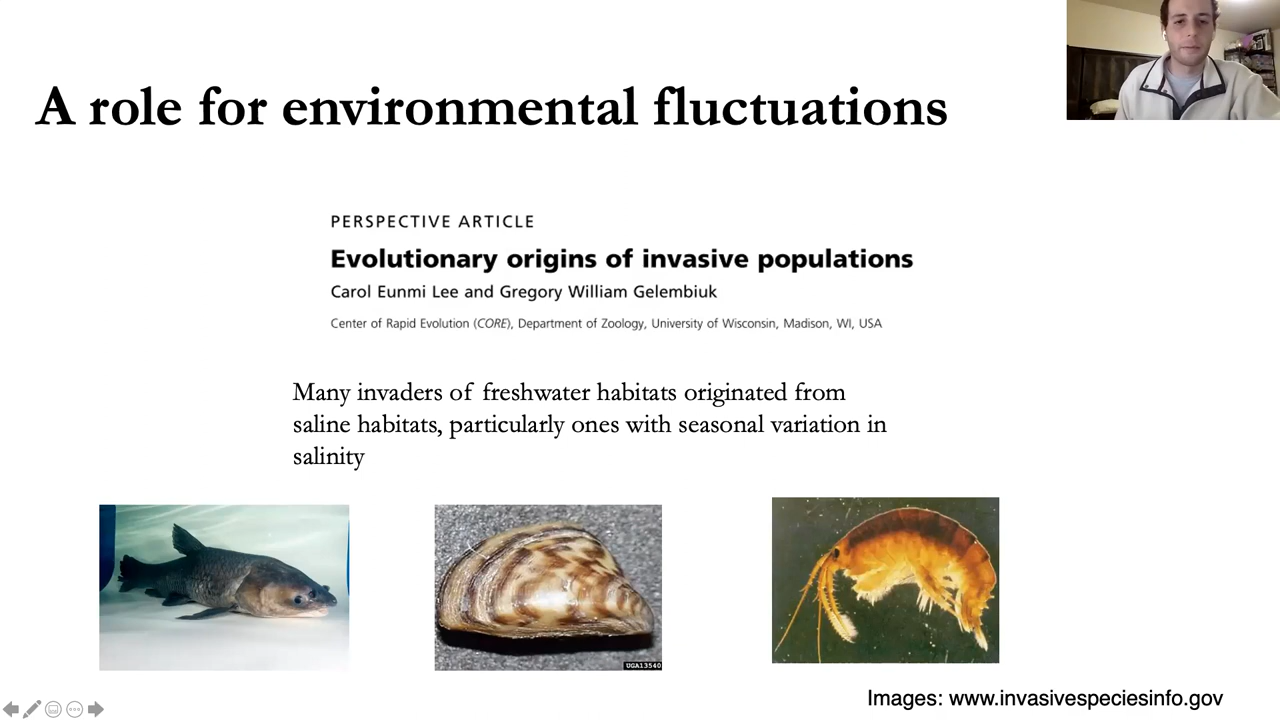 A role for environmental fluctuations
PERSPECTIVE ARTICLE
Evolutionary origins of invasive populations
Carol Eunmi Lee and Gregory William Gelembiuk
Center of Rapid Evolution (CORE), Department of Zoology, University of Wisconsin, Madison, WI, USA
Many invaders of freshwater habitats originated from
saline habitats, particularly ones with seasonal variation in
salinity
UGA13540
Images: www.invasivespeciesinfo.gov